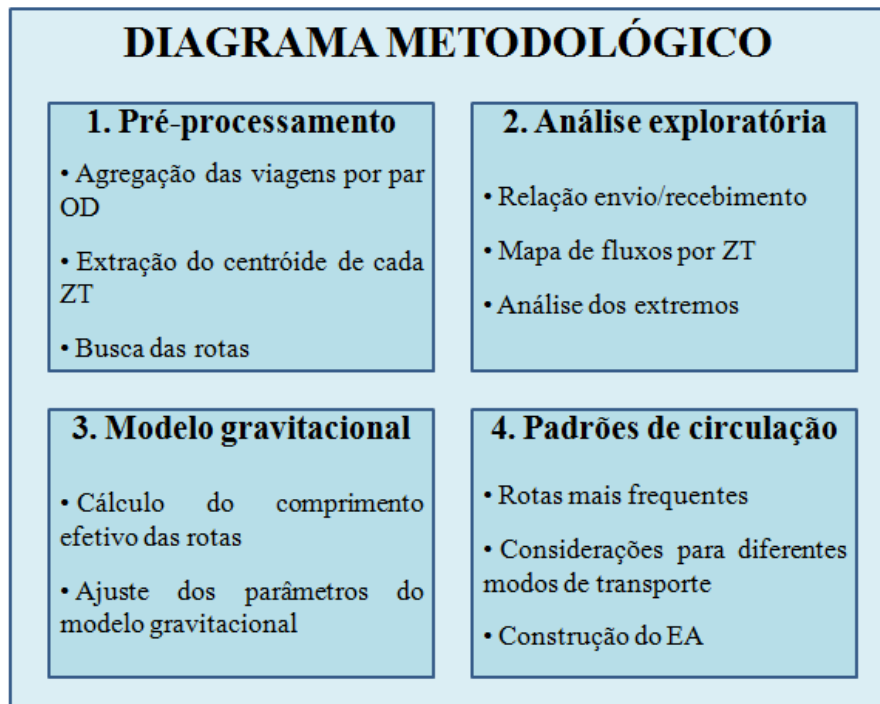 DIAGRAMA METODOLÓGICO
1. Pré-processamento
• Agregação das viagens por par
OD
• Extração do centróide de cada
ZT
• Busca das rotas
2. Análise exploratória
• Relação envio/recebimento
• Mapa de fluxos por ZT
• Análise dos extremos
3. Modelo gravitacional
• Cálculo do comprimento
efetivo das rotas
• Ajuste dos parâmetros do
modelo gravitacional
4. Padrões de circulação
• Rotas mais frequentes
• Considerações para diferentes
modos de transporte
• Construção do EA